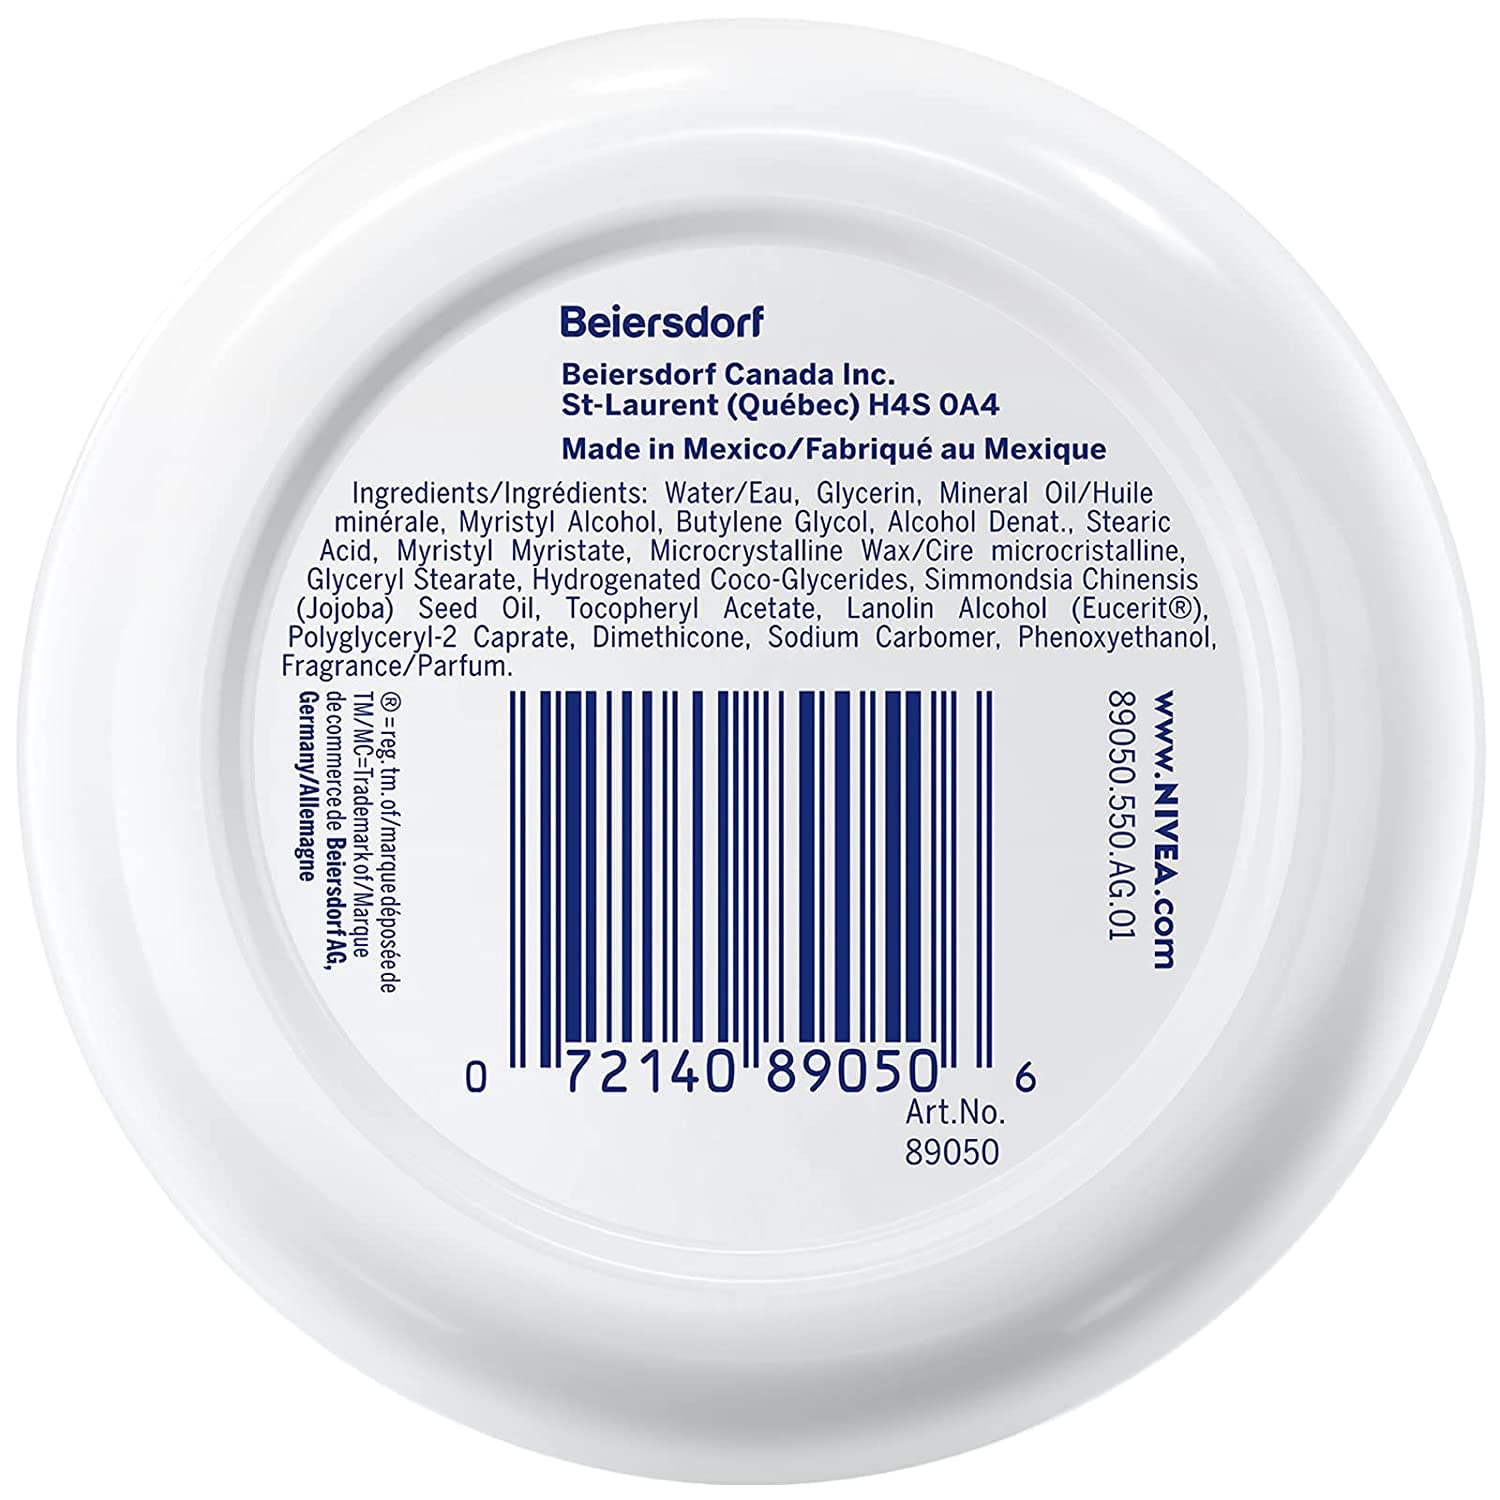 Beiersdorf
Beiersdorf Canada Inc.
St-Laurent (Québec) H4S 0A4
Made in Mexico/Fabriqué au Mexique
Ingredients/Ingrédients: Water/Eau, Glycerin, Mineral Oil/Huile
minérale, Myristyl Alcohol, Butylene Glycol, Alcohol Denat., Stearic
Acid, Myristyl Myristate, Microcrystalline Wax/Cire microcristalline,
Glyceryl Stearate, Hydrogenated Coco-Glycerides, Simmondsia Chinensis
(Jojoba) Seed Oil, Tocopheryl Acetate, Lanolin Alcohol (Eucerit®),
Polyglyceryl-2 Caprate, Dimethicone, Sodium Carbomer, Phenoxyethanol,
Fragrance/Parfum.
® = reg. tm. of/marque déposée de
TM/MC=Trademark of/Marque
de commerce de Beiersdorf AG,
Germany/Allemagne
www.NIVEA.com
89050.550.AG.01
0 72140 89050 6
Art.No.
89050